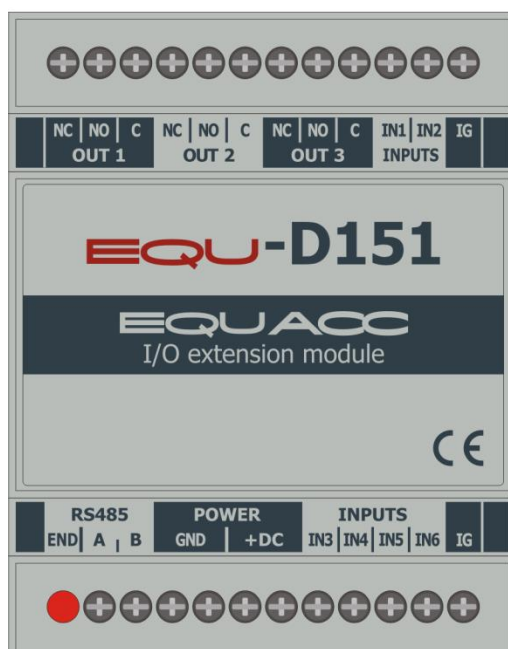 NC NO C NC NO C NC NO C IN1 IN2 IG
OUT 1 OUT 2 OUT 3 INPUTS
EQU-D151
EQUACC
I/O extension module
CE
RS485 POWER INPUTS
END A B GND +DC IN3 IN4 IN5 IN6 IG